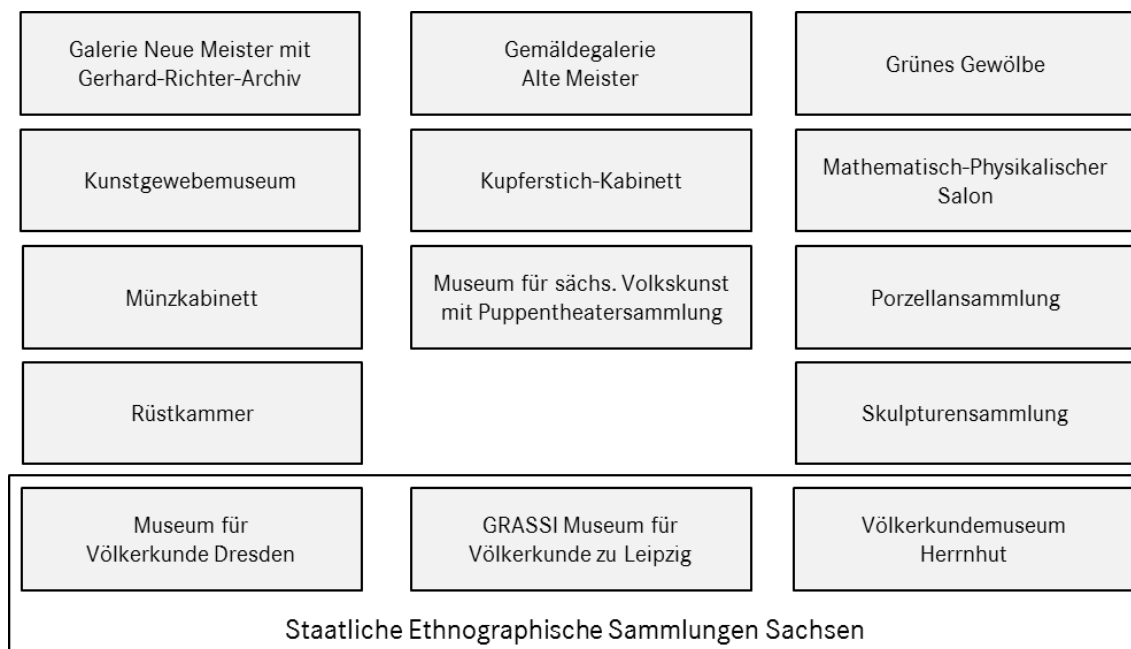 Galerie Neue Meister mit
Gerhard-Richter-Archiv
Gemäldegalerie
Alte Meister
Grünes Gewölbe
Kunstgewebemuseum
Kupferstich-Kabinett
Mathematisch-Physikalischer
Salon
Münzkabinett
Museum für sächs. Volkskunst
mit Puppentheatersammlung
Porzellansammlung
Rüstkammer
Skulpturensammlung
Museum für
Völkerkunde Dresden
GRASSI Museum für
Völkerkunde zu Leipzig
Völkerkundemuseum
Herrnhut
Staatliche Ethnographische Sammlungen Sachsen